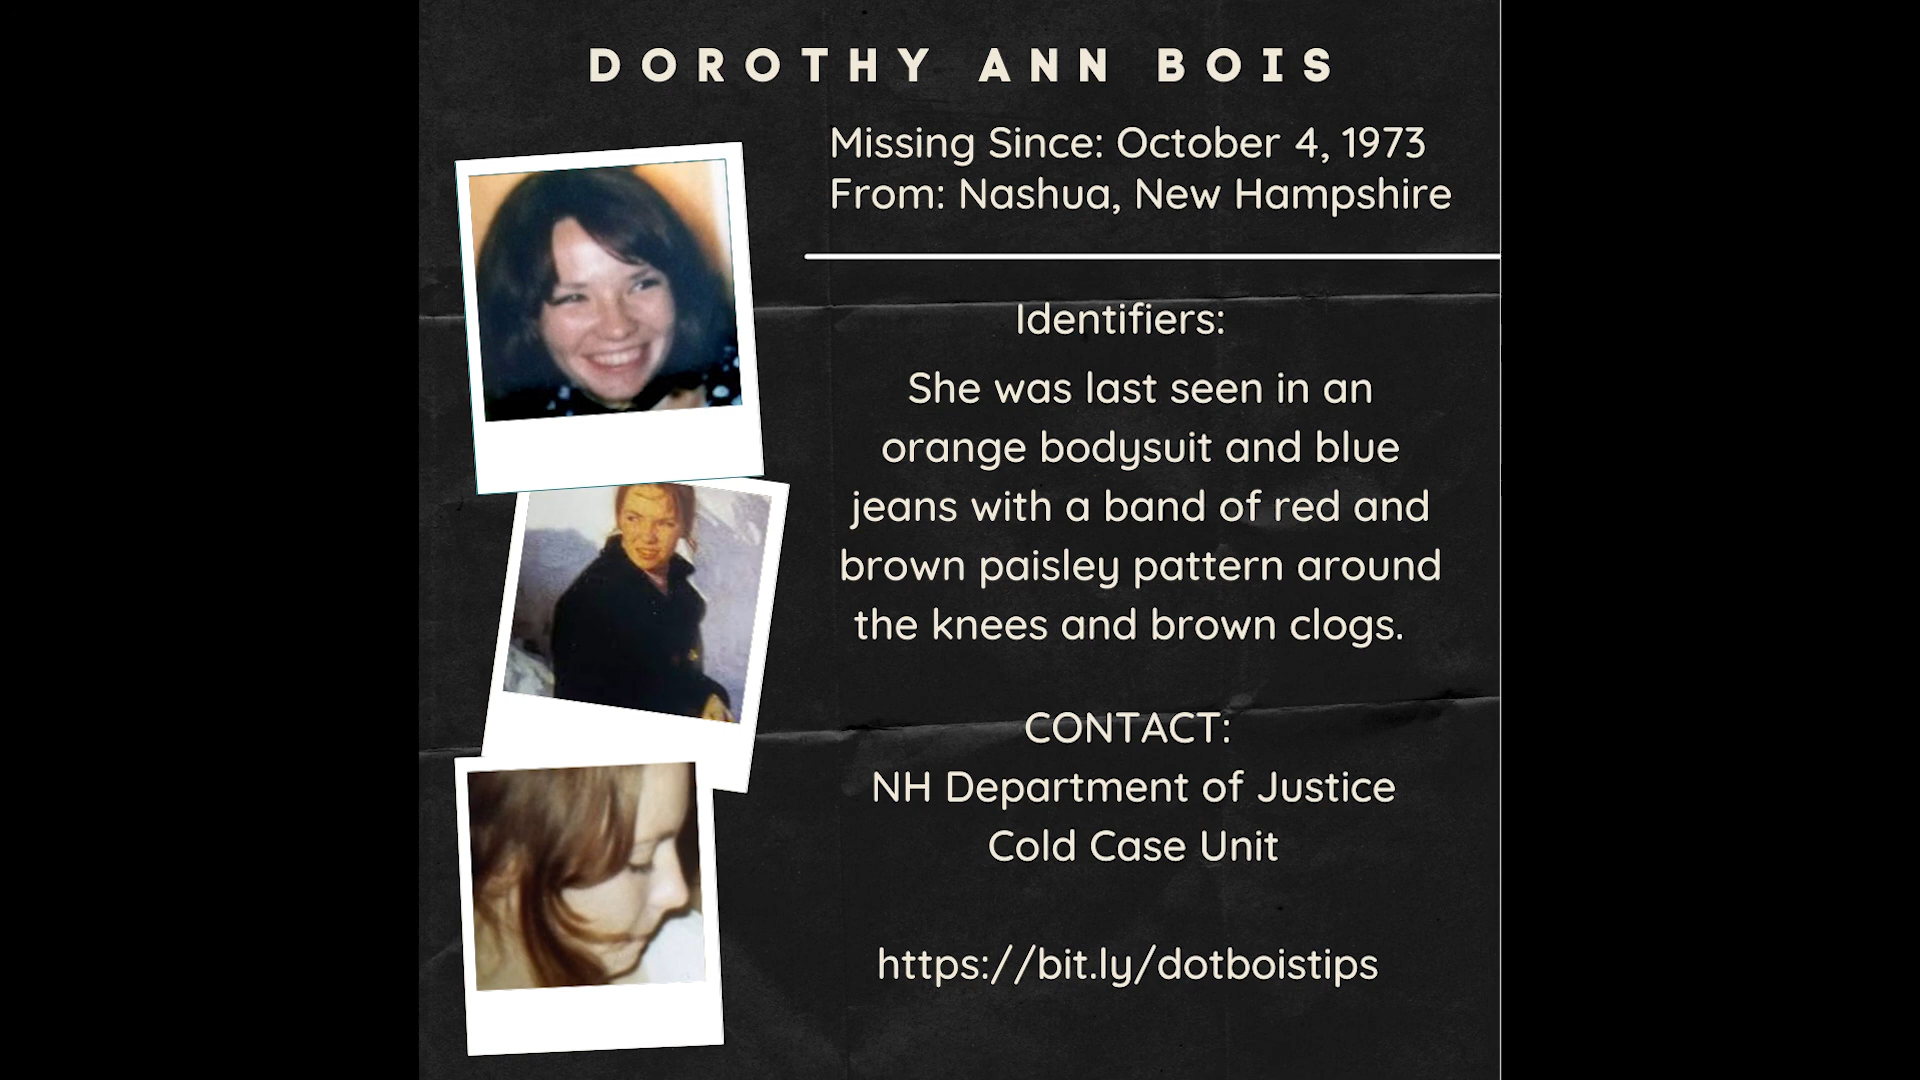 DOROTHY ANN BOIS
Missing Since: October 4, 1973
From: Nashua, New Hampshire
Identifiers:
She was last seen in an
orange bodysuit and blue
jeans with a band of red and
brown paisley pattern around
the knees and brown clogs.
CONTACT:
NH Department of Justice
Cold Case Unit
https://bit.ly/dotboistips